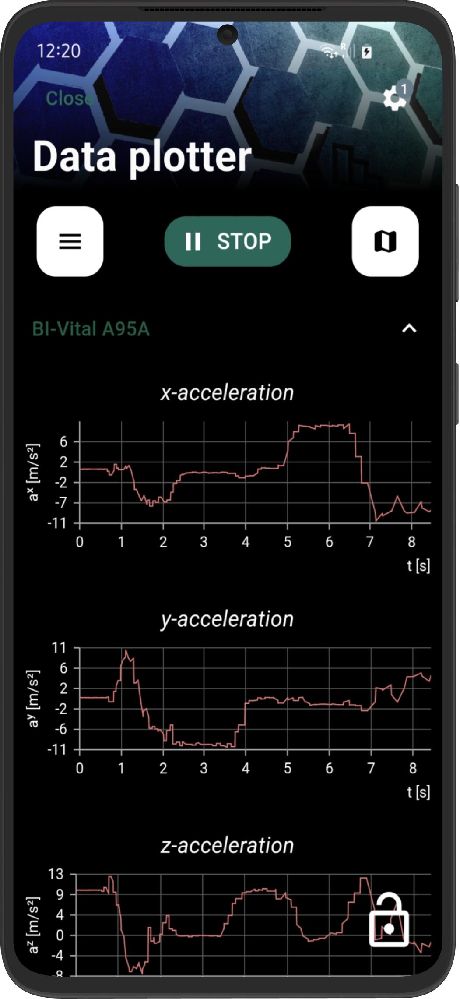 12:20
R
Close
1
Data plotter
STOP
BI-Vital A95A
x-acceleration
aˣ [m/s²]
6
2
-2
-7
-11
0 1 2 3 4 5 6 7 8
t [s]
y-acceleration
aʸ [m/s²]
11
6
2
-2
-6
-11
0 1 2 3 4 5 6 7 8
t [s]
z-acceleration
aᶻ [m/s²]
13
9
4
0
-4
-8